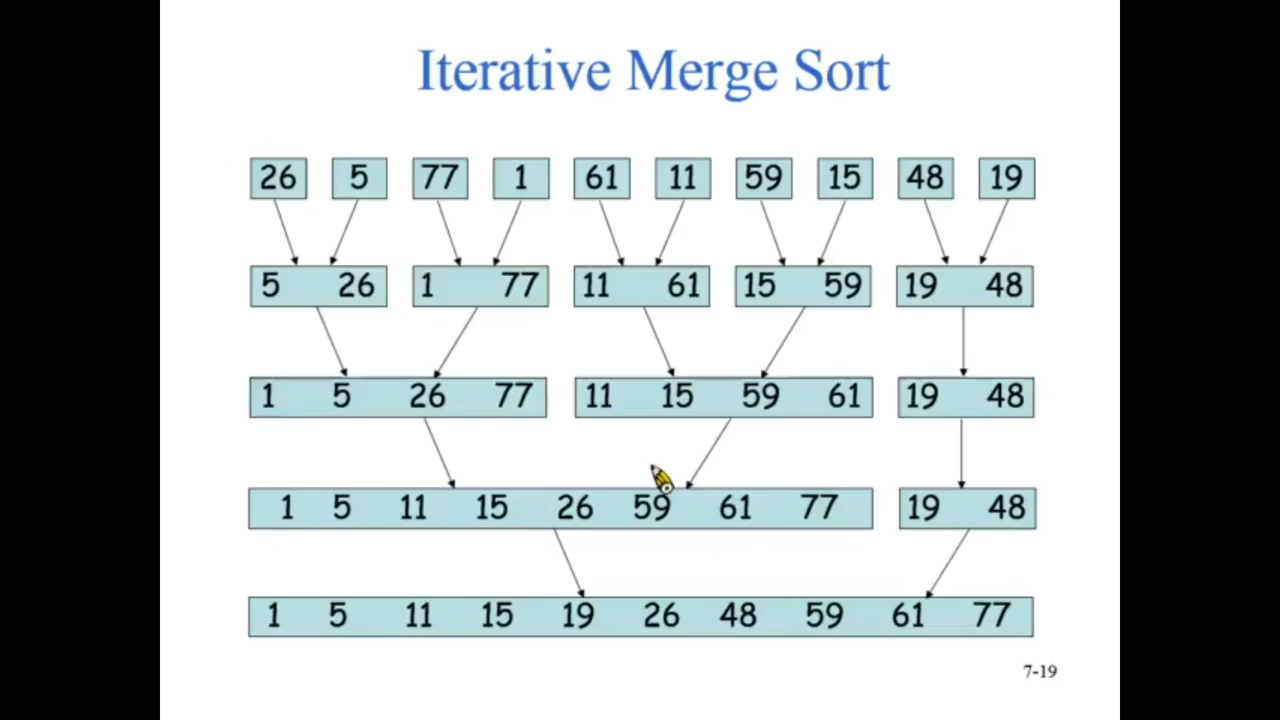 Iterative Merge Sort
26 5 77 1 61 11 59 15 48 19
5 26 1 77 11 61 15 59 19 48
1 5 26 77 11 15 59 61 19 48
1 5 11 15 26 59 61 77 19 48
1 5 11 15 19 26 48 59 61 77
7-19